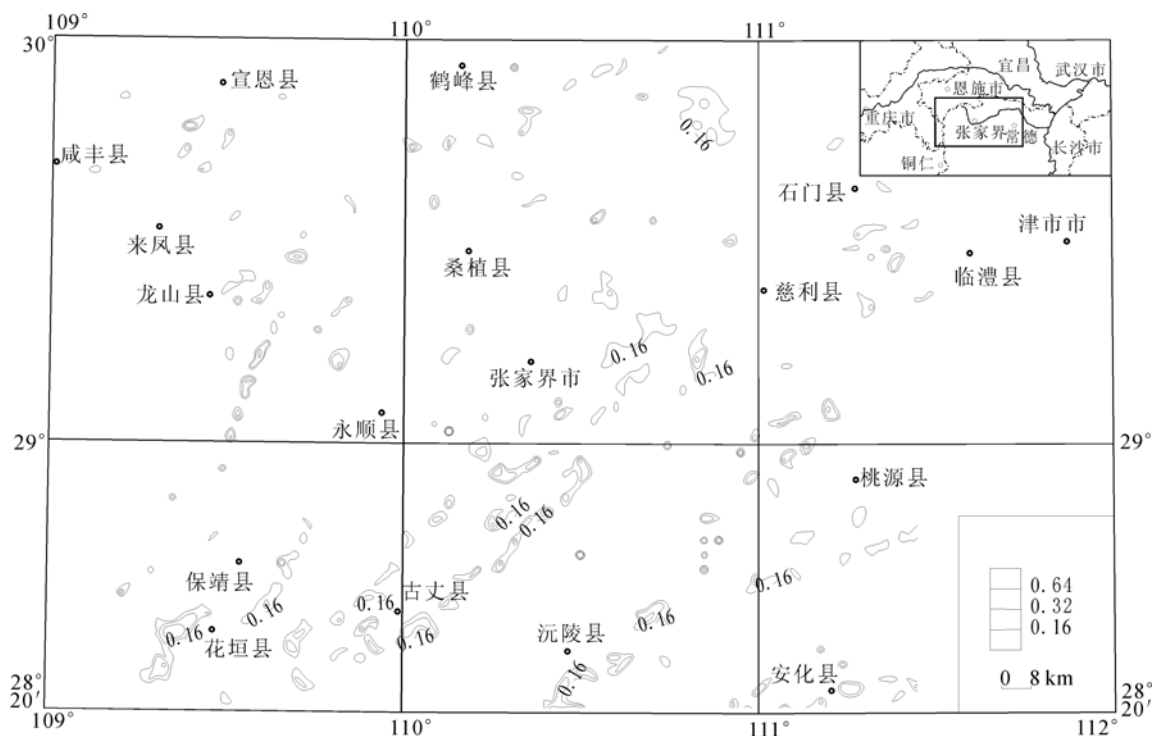 109°
110°
111°
30°
宣恩县
鹤峰县
宜昌
武汉市
恩施市
重庆市
张家界
常德
长沙市
铜仁
0.16
咸丰县
石门县
来凤县
津市市
桑植县
临澧县
龙山县
慈利县
0.16
0.16
张家界市
永顺县
29°
29°
桃源县
0.16
0.16
保靖县
古丈县
0.16
0.64
0.32
0.16
0.16
0.16
0.16
0.16
0.16
花垣县
沅陵县
0.16
安化县
0 8 km
28°
20'
28°
20'
109°
110°
111°
112°